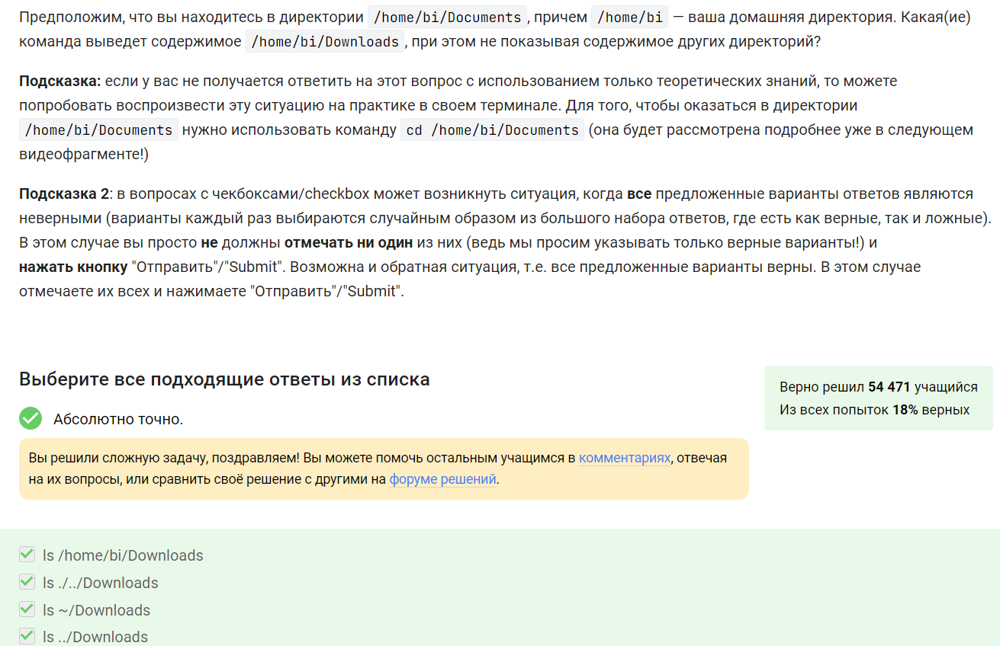 Предположим, что вы находитесь в директории /home/bi/Documents, причем /home/bi — ваша домашняя директория. Какая(ие)
команда выведет содержимое /home/bi/Downloads, при этом не показывая содержимое других директорий?
Подсказка: если у вас не получается ответить на этот вопрос с использованием только теоретических знаний, то можете
попробовать воспроизвести эту ситуацию на практике в своем терминале. Для того, чтобы оказаться в директории
/home/bi/Documents нужно использовать команду cd /home/bi/Documents (она будет рассмотрена подробнее уже в следующем
видеофрагменте!)
Подсказка 2: в вопросах с чекбоксами/checkbox может возникнуть ситуация, когда все предложенные варианты ответов являются
неверными (варианты каждый раз выбираются случайным образом из большого набора ответов, где есть как верные, так и ложные).
В этом случае вы просто не должны отмечать ни один из них (ведь мы просим указывать только верные варианты!) и
нажать кнопку "Отправить"/"Submit". Возможна и обратная ситуация, т.е. все предложенные варианты верны. В этом случае
отмечаете их всех и нажимаете "Отправить"/"Submit".
Выберите все подходящие ответы из списка
Верно решил 54 471 учащийся
Из всех попыток 18% верных
Абсолютно точно.
Вы решили сложную задачу, поздравляем! Вы можете помочь остальным учащимся в комментариях, отвечая
на их вопросы, или сравнить своё решение с другими на форуме решений.
ls /home/bi/Downloads
ls ./../Downloads
ls ~/Downloads
ls ../Downloads